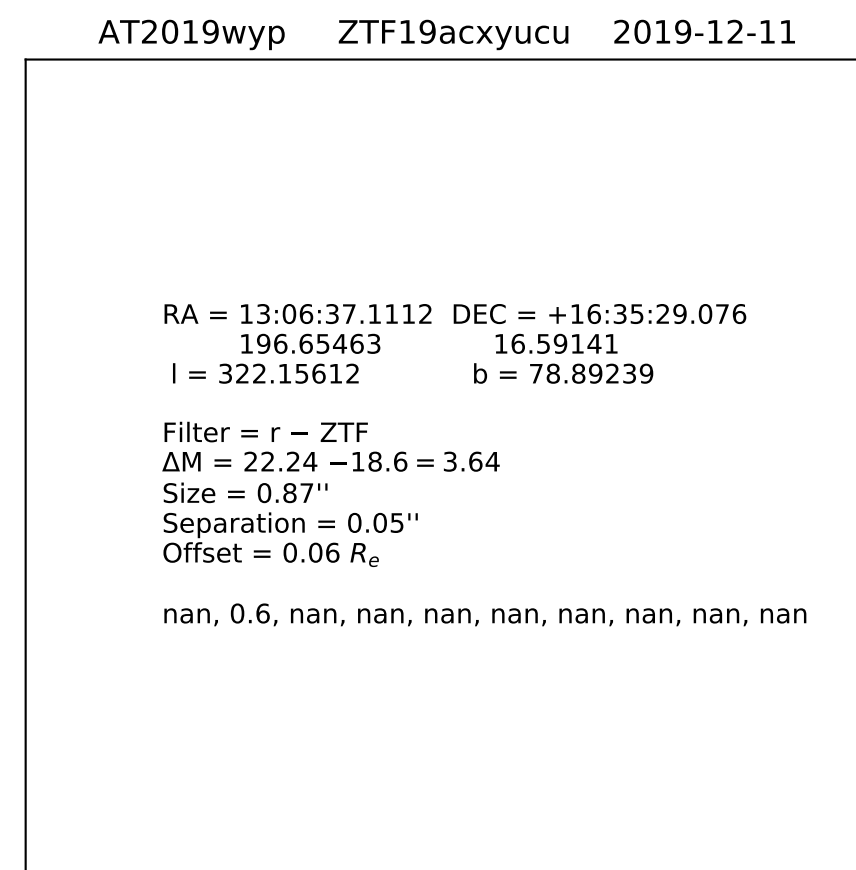 AT2019wyp ZTF19acxyucu 2019-12-11
RA = 13:06:37.1112 DEC = +16:35:29.076
196.65463 16.59141
l = 322.15612 b = 78.89239
Filter = r − ZTF
ΔM = 22.24 −18.6 = 3.64
Size = 0.87''
Separation = 0.05''
Offset = 0.06 Re
nan, 0.6, nan, nan, nan, nan, nan, nan, nan, nan